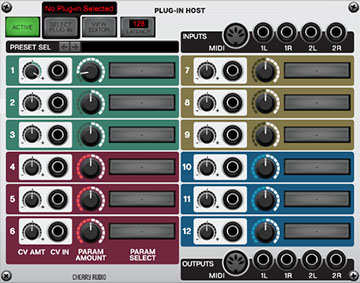 No Plug-in Selected
PLUG-IN HOST
ACTIVE
SELECT PLUG-IN
VIEW EDITOR
128
LATENCY
INPUTS
MIDI 1L 1R 2L 2R
PRESET SEL
1
2
3
4
5
6
CV AMT CV IN PARAM AMOUNT PARAM SELECT
7
8
9
10
11
12
CHERRY AUDIO
OUTPUTS
MIDI 1L 1R 2L 2R